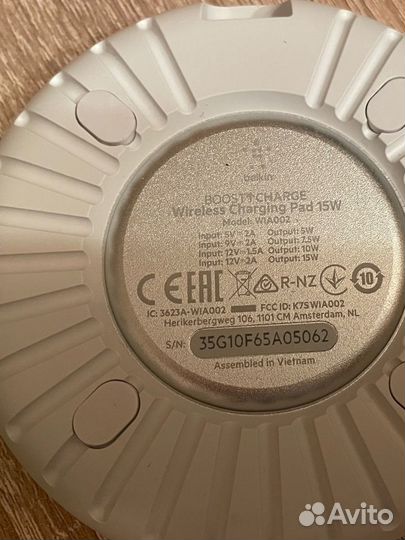 belkin
BOOST↑CHARGE
Wireless Charging Pad 15W
Model: WIA002
Input: 5V⎓2A Output: 5W
Input: 9V⎓2A Output: 7.5W
Input: 12V⎓1.5A Output: 10W
Input: 12V⎓2A Output: 15W
CE EAC R-NZ 10
IC: 3623A-WIA002 FCC ID: K7SWIA002
Herikerbergweg 106, 1101 CM Amsterdam, NL
S/N: 35G10F65A05062
Assembled in Vietnam
Avito